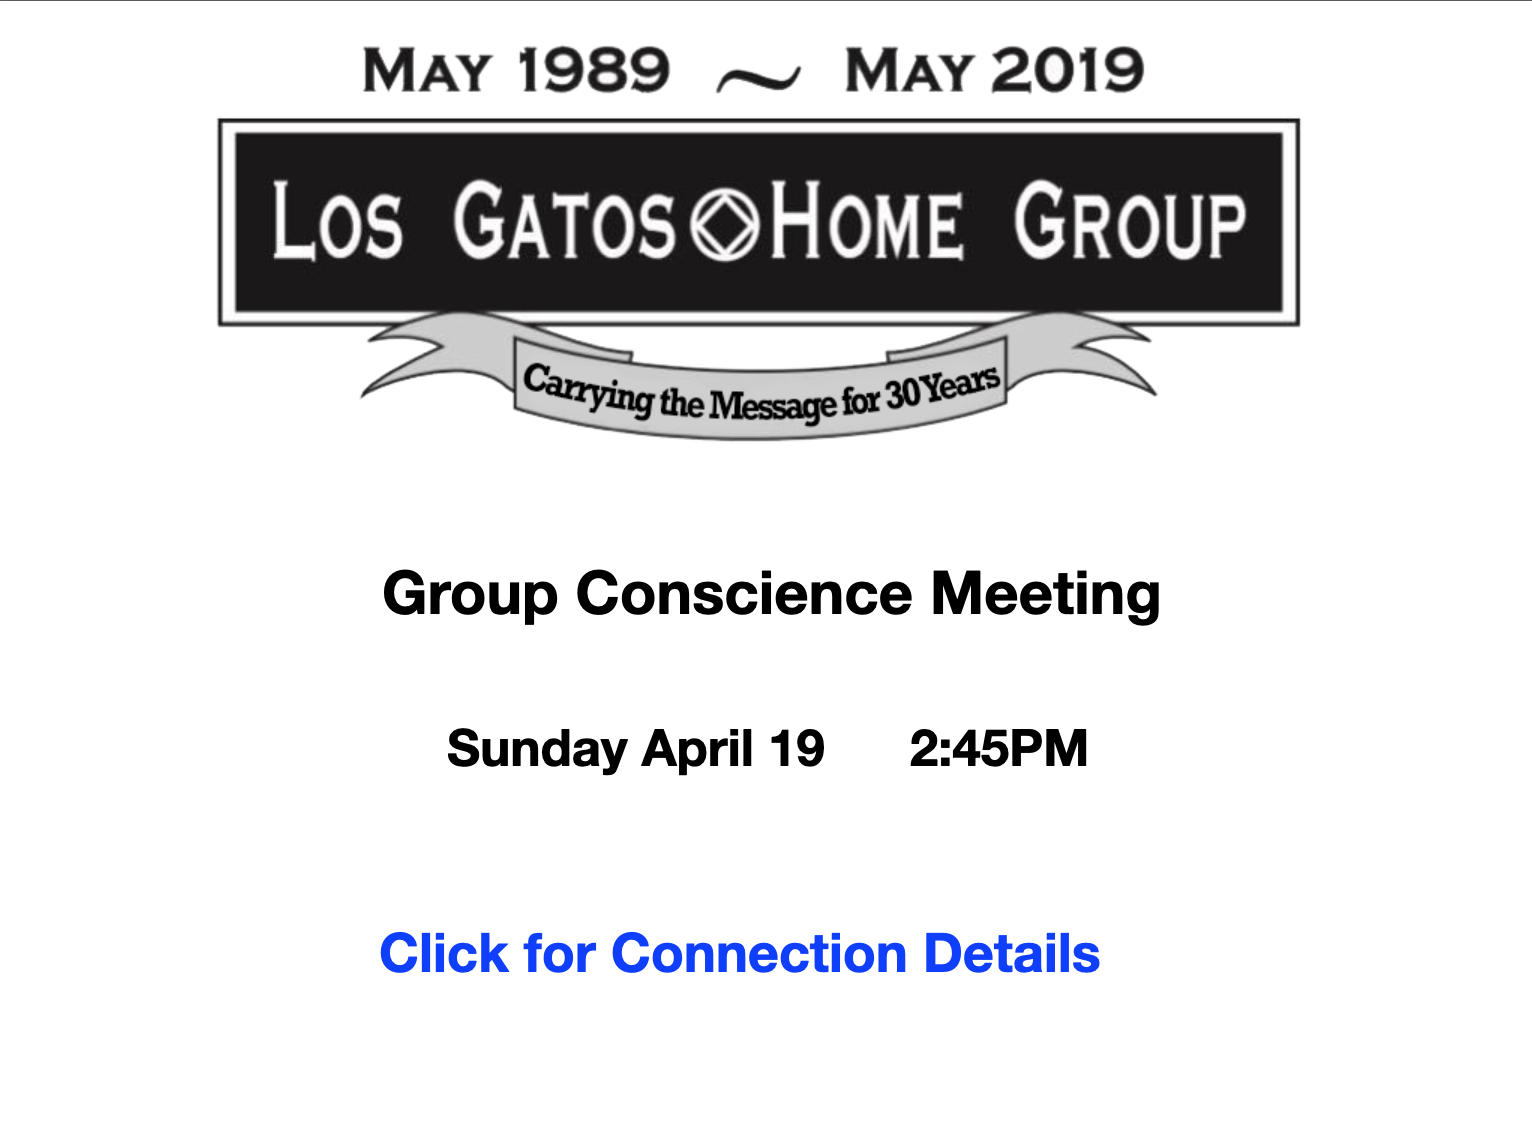 MAY 1989 ~ MAY 2019
LOS GATOS HOME GROUP
Carrying the Message for 30 Years
Group Conscience Meeting
Sunday April 19 2:45PM
Click for Connection Details